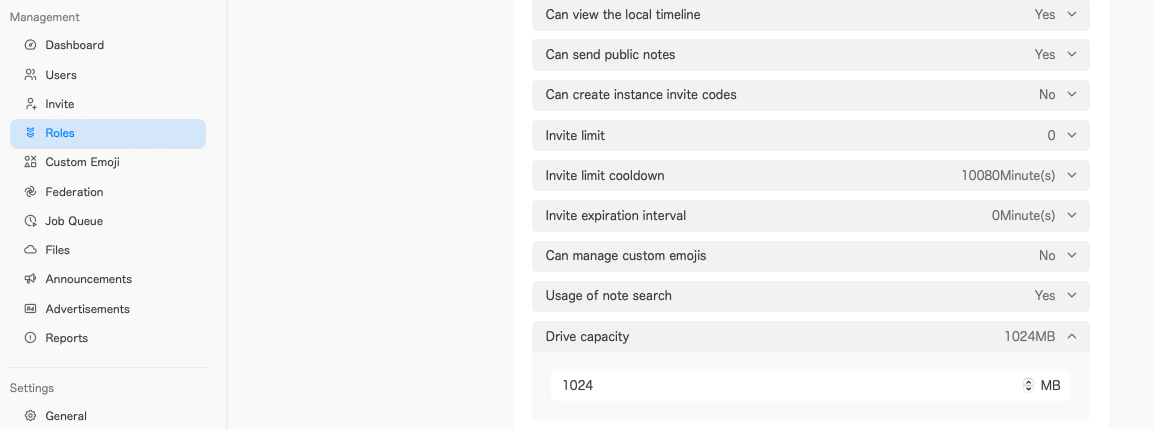 Management
Dashboard
Users
Invite
Roles
Custom Emoji
Federation
Job Queue
Files
Announcements
Advertisements
Reports
Settings
General
Can view the local timeline Yes
Can send public notes Yes
Can create instance invite codes No
Invite limit 0
Invite limit cooldown 10080Minute(s)
Invite expiration interval 0Minute(s)
Can manage custom emojis No
Usage of note search Yes
Drive capacity 1024MB
1024 MB